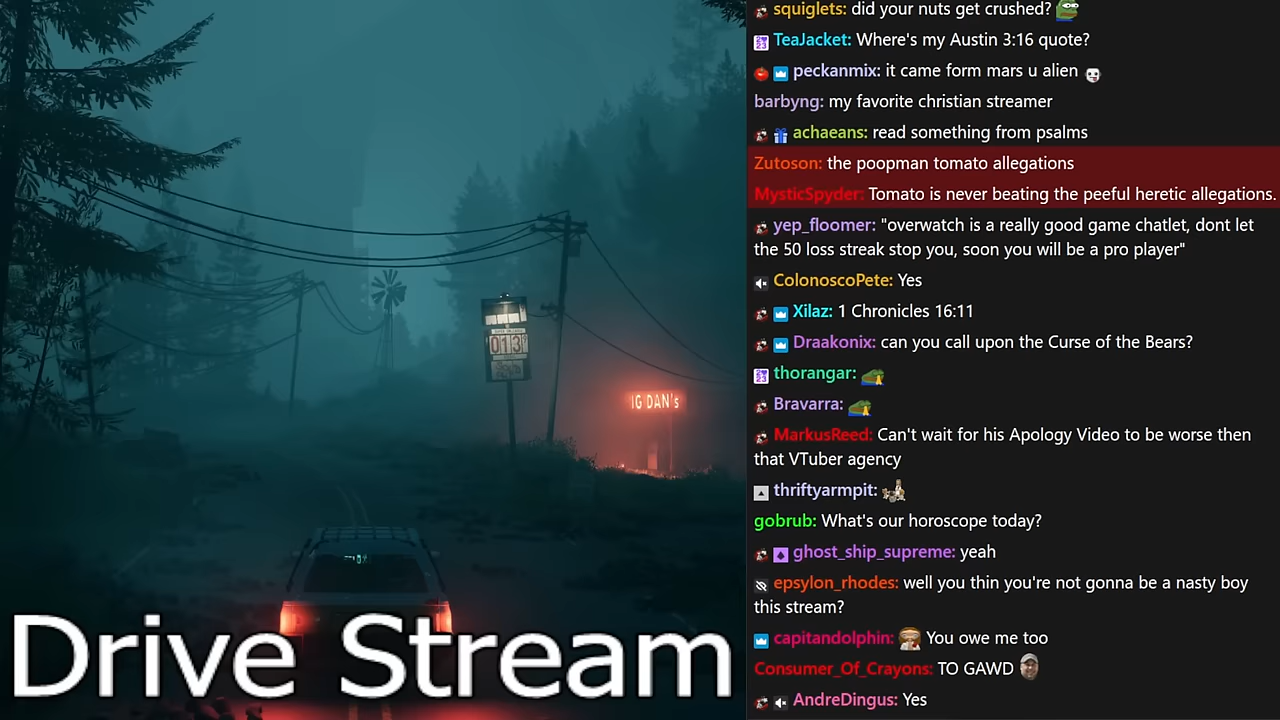 013
IG DAN's
Drive Stream
squiglets: did your nuts get crushed?
TeaJacket: Where's my Austin 3:16 quote?
peckanmix: it came form mars u alien
barbyng: my favorite christian streamer
achaeans: read something from psalms
Zutoson: the poopman tomato allegations
MysticSpyder: Tomato is never beating the peeful heretic allegations.
yep_floomer: "overwatch is a really good game chatlet, dont let
the 50 loss streak stop you, soon you will be a pro player"
ColonoscoPete: Yes
Xilaz: 1 Chronicles 16:11
Draakonix: can you call upon the Curse of the Bears?
thorangar:
Bravarra:
MarkusReed: Can't wait for his Apology Video to be worse then
that VTuber agency
thriftyarmpit:
gobrub: What's our horoscope today?
ghost_ship_supreme: yeah
epsylon_rhodes: well you thin you're not gonna be a nasty boy
this stream?
capitandolphin: You owe me too
Consumer_Of_Crayons: TO GAWD
AndreDingus: Yes